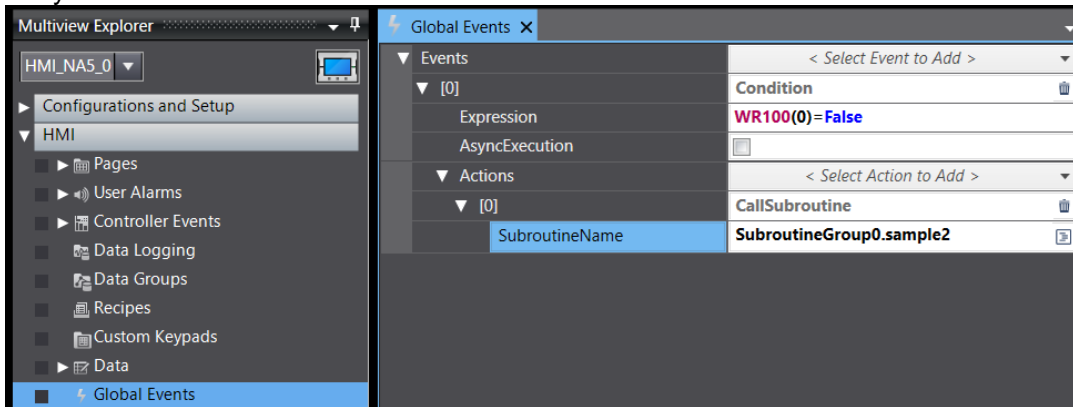 Multiview Explorer
HMI_NA5_0
Configurations and Setup
HMI
Pages
User Alarms
Controller Events
Data Logging
Data Groups
Recipes
Custom Keypads
Data
Global Events
Global Events X
Events < Select Event to Add >
[0] Condition
Expression WR100(0)=False
AsyncExecution
Actions < Select Action to Add >
[0] CallSubroutine
SubroutineName SubroutineGroup0.sample2